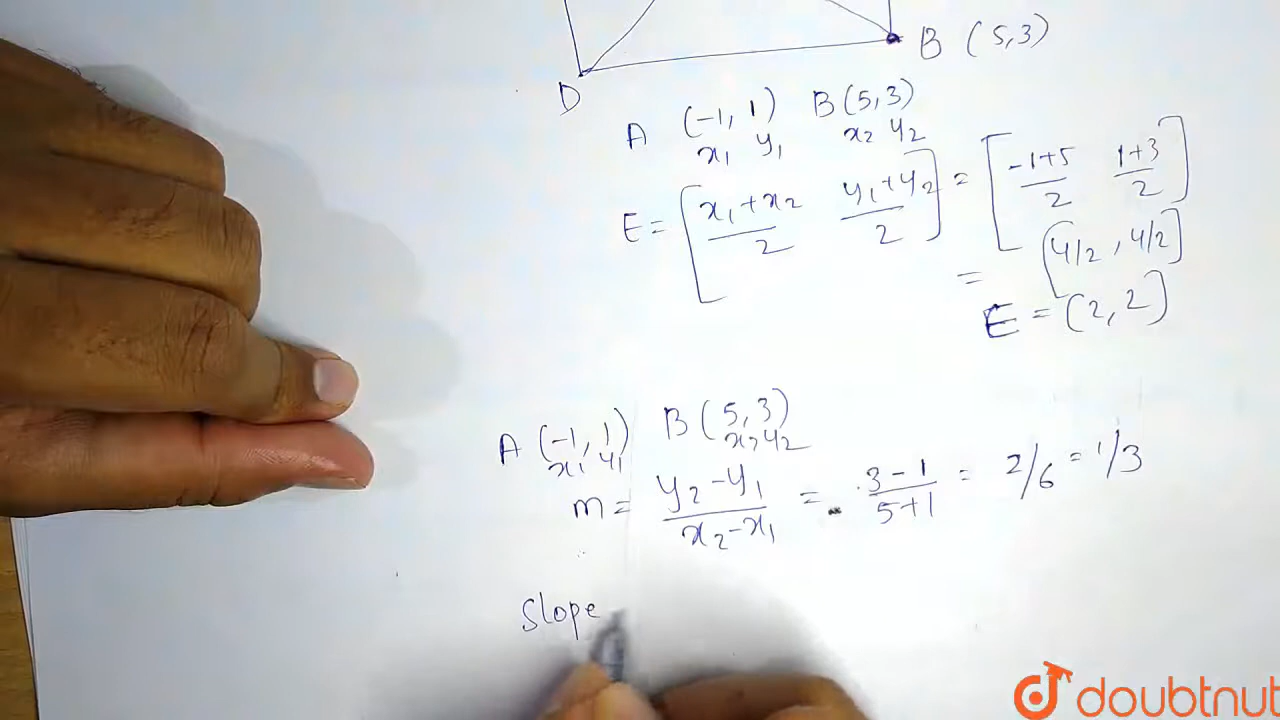 B (5,3)
D
A (-1, 1) B(5,3)
x₁ y₁ x₂ y₂
E = [x₁+x₂/2 y₁+y₂/2] = [-1+5/2 1+3/2]
= [4/2, 4/2]
E = (2, 2]
A (-1, 1) B(5,3)
x₁ y₁ x₂ y₂
m = y₂-y₁/x₂-x₁ = 3-1/5+1 = 2/6 = 1/3
Slope
doubtnut